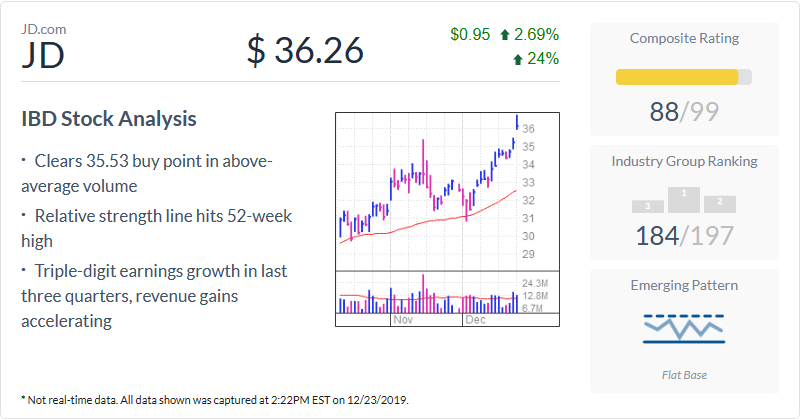 JD.com
JD
$ 36.26
$0.95 2.69%
24%
IBD Stock Analysis
• Clears 35.53 buy point in above-
average volume
• Relative strength line hits 52-week
high
• Triple-digit earnings growth in last
three quarters, revenue gains
accelerating
36
35
34
33
32
31
30
29
24.3M
12.8M
6.7M
Nov
Dec
Composite Rating
88/99
Industry Group Ranking
3
1
2
184/197
Emerging Pattern
Flat Base
* Not real-time data. All data shown was captured at 2:22PM EST on 12/23/2019.